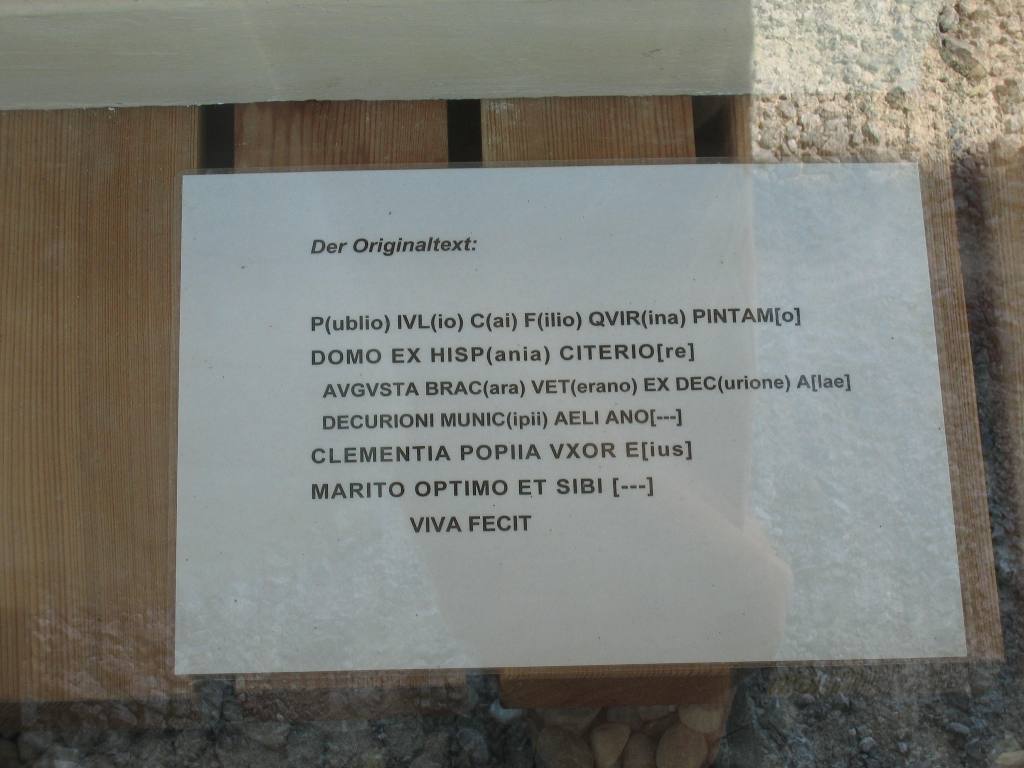 Der Originaltext:
P(ublio) IVL(io) C(ai) F(ilio) QVIR(ina) PINTAM[o]
DOMO EX HISP(ania) CITERIO[re]
AVGVSTA BRAC(ara) VET(erano) EX DEC(urione) A[lae]
DECURIONI MUNIC(ipii) AELI ANO[---]
CLEMENTIA POPIIA VXOR E[ius]
MARITO OPTIMO ET SIBI [---]
VIVA FECIT